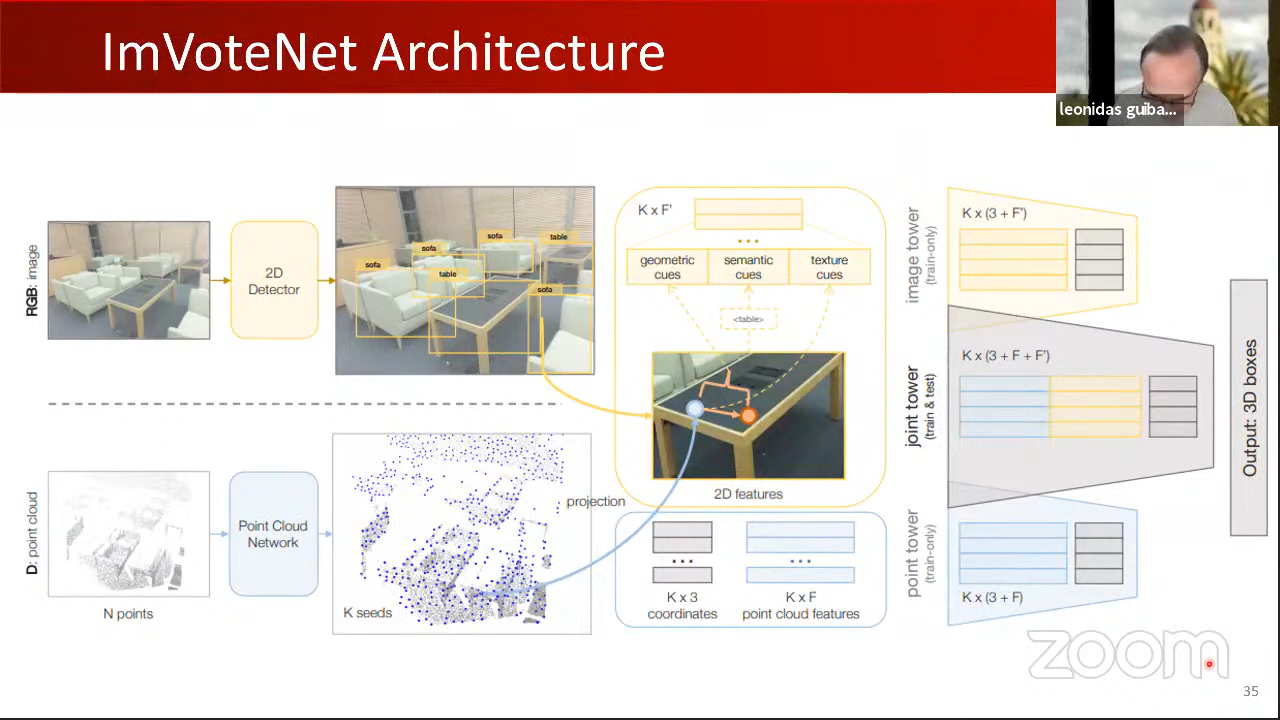 ImVoteNet Architecture
leonidas guiba...
RGB: image
2D
Detector
sofa
sofa
sofa
table
table
sofa
K x F'
...
geometric
cues
semantic
cues
texture
cues
<table>
2D features
image tower
(train-only)
K x (3 + F')
joint tower
(train & test)
K x (3 + F + F')
Output: 3D boxes
D: point cloud
N points
Point Cloud
Network
K seeds
projection
...
...
K x 3
coordinates
K x F
point cloud features
point tower
(train-only)
K x (3 + F)
zoom
35